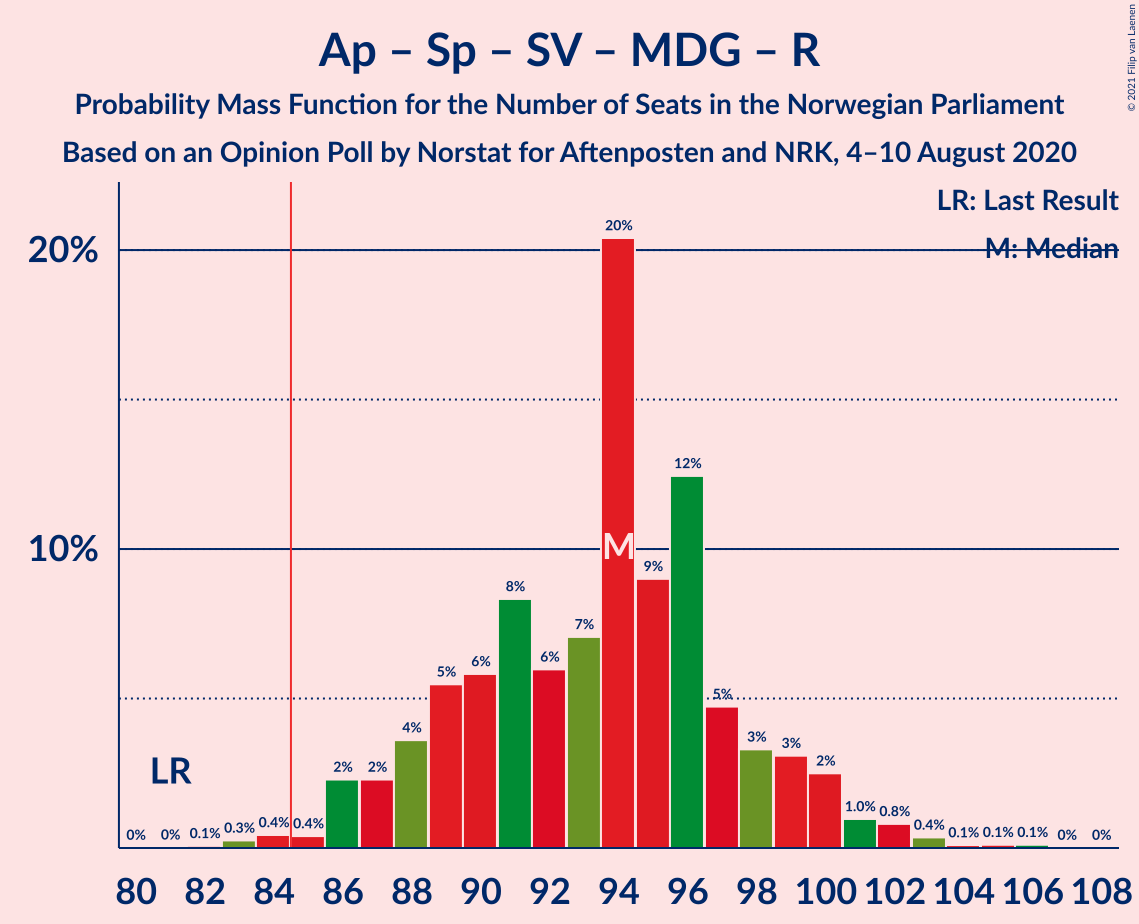 Ap – Sp – SV – MDG – R
Probability Mass Function for the Number of Seats in the Norwegian Parliament
Based on an Opinion Poll by Norstat for Aftenposten and NRK, 4–10 August 2020
© 2021 Filip van Laenen
LR: Last Result
M: Median
20%
10%
LR
M
0% 0% 0.1% 0.3% 0.4% 0.4% 2% 2% 4% 5% 6% 8% 6% 7% 20% 9% 12% 5% 3% 3% 2% 1.0% 0.8% 0.4% 0.1% 0.1% 0.1% 0% 0%
80 82 84 86 88 90 92 94 96 98 100 102 104 106 108